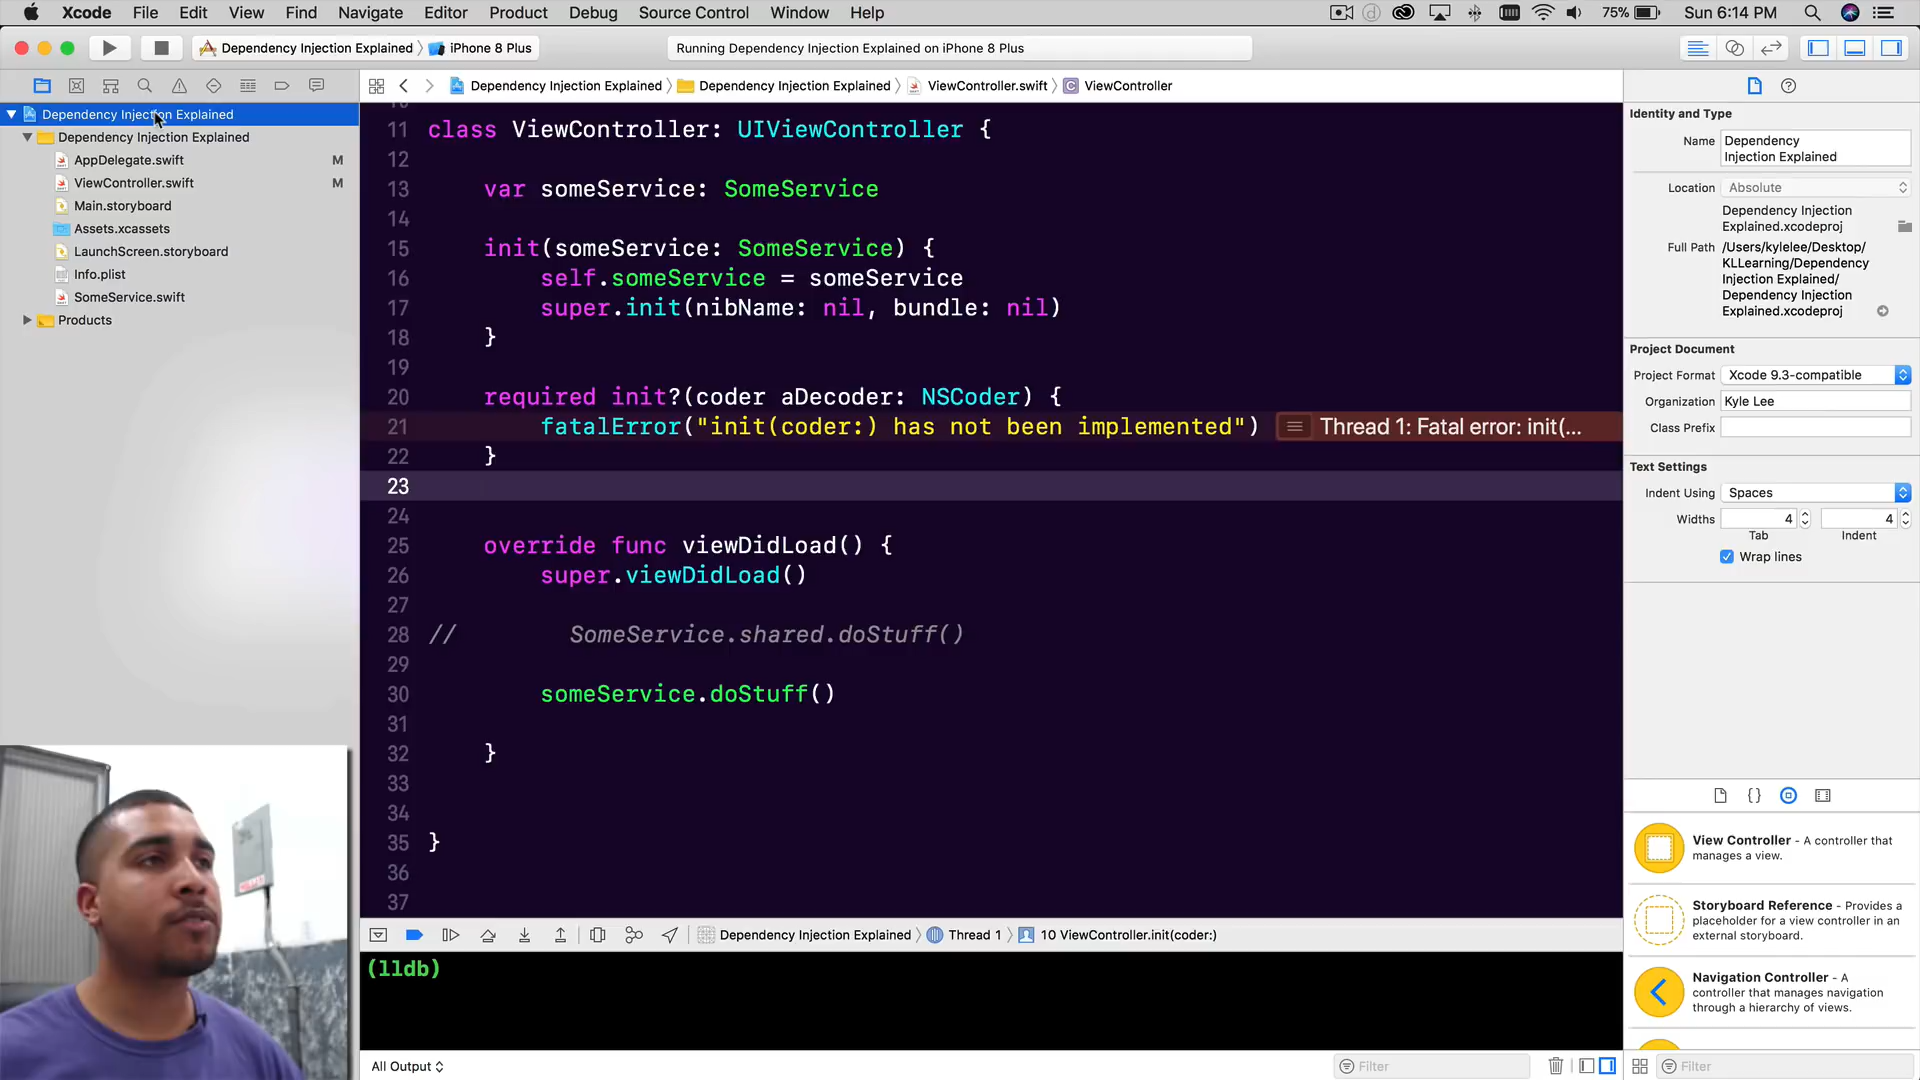 Xcode File Edit View Find Navigate Editor Product Debug Source Control Window Help 75% Sun 6:14 PM
Dependency Injection Explained iPhone 8 Plus Running Dependency Injection Explained on iPhone 8 Plus
Dependency Injection Explained Dependency Injection Explained ViewController.swift ViewController
Dependency Injection Explained
Dependency Injection Explained
AppDelegate.swift M
ViewController.swift M
Main.storyboard
Assets.xcassets
LaunchScreen.storyboard
Info.plist
SomeService.swift
Products
11 class ViewController: UIViewController {
12
13 var someService: SomeService
14
15 init(someService: SomeService) {
16 self.someService = someService
17 super.init(nibName: nil, bundle: nil)
18 }
19
20 required init?(coder aDecoder: NSCoder) {
21 fatalError("init(coder:) has not been implemented") Thread 1: Fatal error: init(...
22 }
23
24
25 override func viewDidLoad() {
26 super.viewDidLoad()
27
28 // SomeService.shared.doStuff()
29
30 someService.doStuff()
31
32 }
33
34
35 }
36
37
Dependency Injection Explained Thread 1 10 ViewController.init(coder:)
(lldb)
All Output Filter
Identity and Type
Name Dependency
Injection Explained
Location Absolute
Dependency Injection
Explained.xcodeproj
Full Path /Users/kylelee/Desktop/
KLLearning/Dependency
Injection Explained/
Dependency Injection
Explained.xcodeproj
Project Document
Project Format Xcode 9.3-compatible
Organization Kyle Lee
Class Prefix
Text Settings
Indent Using Spaces
Widths 4 4
Tab Indent
Wrap lines
View Controller - A controller that
manages a view.
Storyboard Reference - Provides a
placeholder for a view controller in an
external storyboard.
Navigation Controller - A
controller that manages navigation
through a hierarchy of views.
Filter